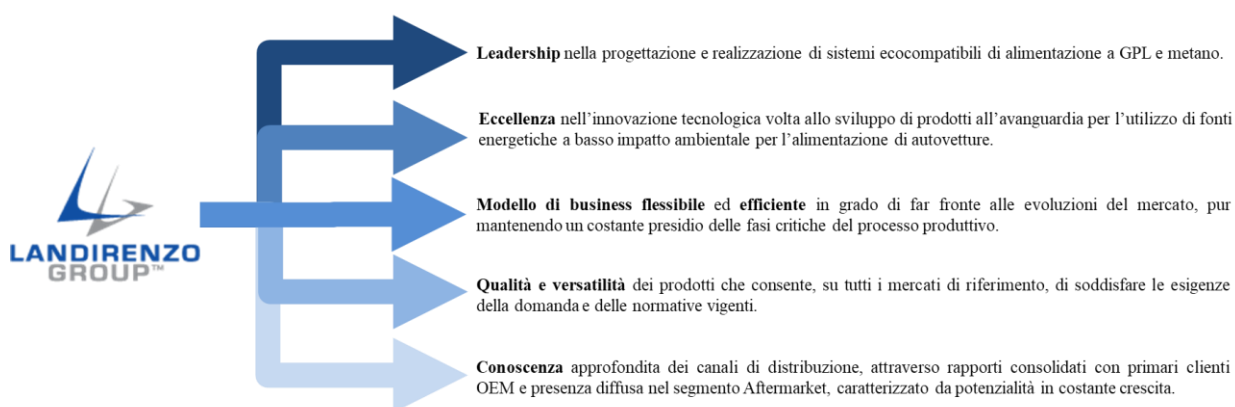 LANDIRENZO
GROUP™
Leadership nella progettazione e realizzazione di sistemi ecocompatibili di alimentazione a GPL e metano.
Eccellenza nell’innovazione tecnologica volta allo sviluppo di prodotti all’avanguardia per l’utilizzo di fonti
energetiche a basso impatto ambientale per l’alimentazione di autovetture.
Modello di business flessibile ed efficiente in grado di far fronte alle evoluzioni del mercato, pur
mantenendo un costante presidio delle fasi critiche del processo produttivo.
Qualità e versatilità dei prodotti che consente, su tutti i mercati di riferimento, di soddisfare le esigenze
della domanda e delle normative vigenti.
Conoscenza approfondita dei canali di distribuzione, attraverso rapporti consolidati con primari clienti
OEM e presenza diffusa nel segmento Aftermarket, caratterizzato da potenzialità in costante crescita.